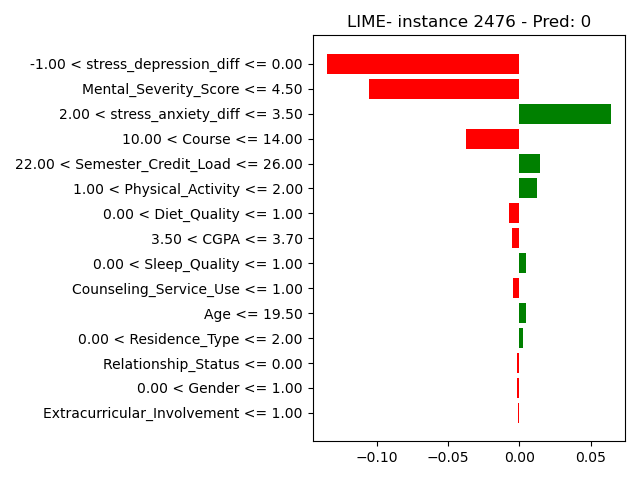 LIME- instance 2476 - Pred: 0
-1.00 < stress_depression_diff <= 0.00
Mental_Severity_Score <= 4.50
2.00 < stress_anxiety_diff <= 3.50
10.00 < Course <= 14.00
22.00 < Semester_Credit_Load <= 26.00
1.00 < Physical_Activity <= 2.00
0.00 < Diet_Quality <= 1.00
3.50 < CGPA <= 3.70
0.00 < Sleep_Quality <= 1.00
Counseling_Service_Use <= 1.00
Age <= 19.50
0.00 < Residence_Type <= 2.00
Relationship_Status <= 0.00
0.00 < Gender <= 1.00
Extracurricular_Involvement <= 1.00
−0.10 −0.05 0.00 0.05